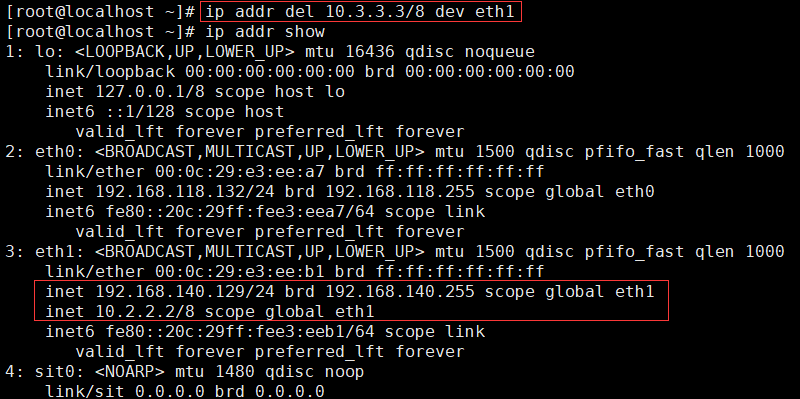 [root@localhost ~]# ip addr del 10.3.3.3/8 dev eth1
[root@localhost ~]# ip addr show
1: lo: <LOOPBACK,UP,LOWER_UP> mtu 16436 qdisc noqueue
    link/loopback 00:00:00:00:00:00 brd 00:00:00:00:00:00
    inet 127.0.0.1/8 scope host lo
    inet6 ::1/128 scope host
       valid_lft forever preferred_lft forever
2: eth0: <BROADCAST,MULTICAST,UP,LOWER_UP> mtu 1500 qdisc pfifo_fast qlen 1000
    link/ether 00:0c:29:e3:ee:a7 brd ff:ff:ff:ff:ff:ff
    inet 192.168.118.132/24 brd 192.168.118.255 scope global eth0
    inet6 fe80::20c:29ff:fee3:eea7/64 scope link
       valid_lft forever preferred_lft forever
3: eth1: <BROADCAST,MULTICAST,UP,LOWER_UP> mtu 1500 qdisc pfifo_fast qlen 1000
    link/ether 00:0c:29:e3:ee:b1 brd ff:ff:ff:ff:ff:ff
    inet 192.168.140.129/24 brd 192.168.140.255 scope global eth1
    inet 10.2.2.2/8 scope global eth1
    inet6 fe80::20c:29ff:fee3:eeb1/64 scope link
       valid_lft forever preferred_lft forever
4: sit0: <NOARP> mtu 1480 qdisc noop
    link/sit 0.0.0.0 brd 0.0.0.0